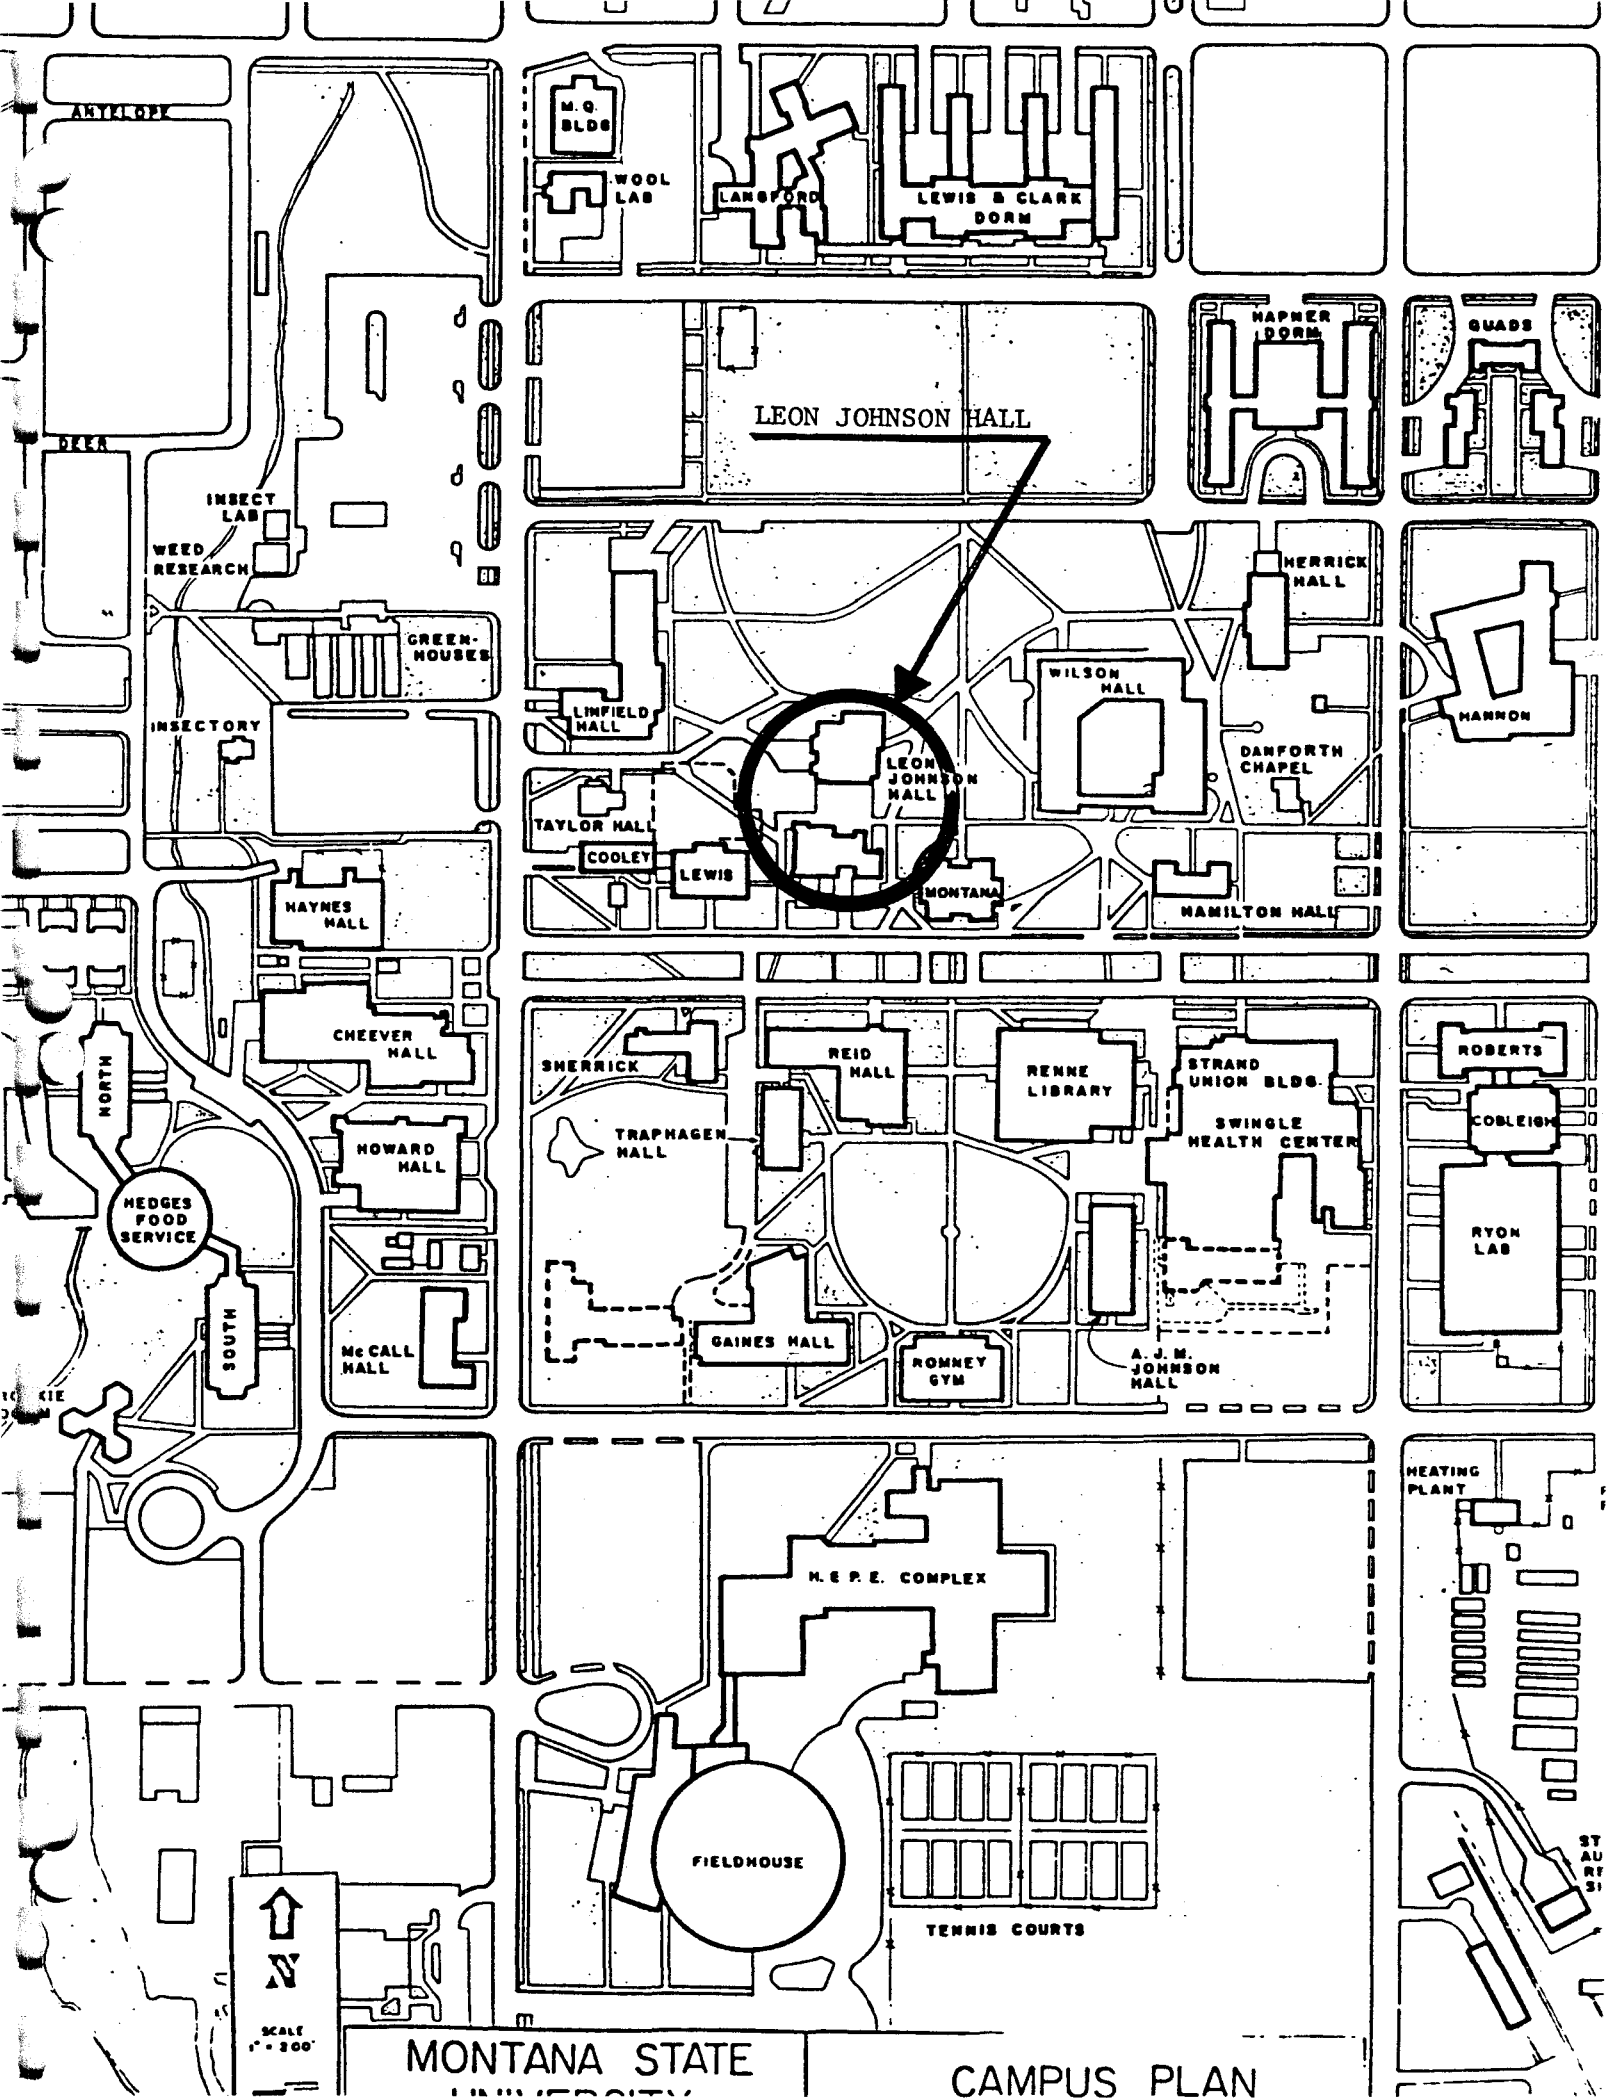 ANTELOPE
M.Q.
BLDG
WOOL
LAB
LANGFORD
LEWIS & CLARK
DORM
HAPNER
DORM
QUADS
LEON JOHNSON HALL
DEER
INSECT
LAB
WEED
RESEARCH
HERRICK
HALL
GREEN-
HOUSES
WILSON
HALL
LINFIELD
HALL
HANNON
INSECTORY
DANFORTH
CHAPEL
LEON
JOHNSON
HALL
TAYLOR HALL
COOLEY
LEWIS
MONTANA
HAMILTON HALL
HAYNES
HALL
CHEEVER
HALL
SHERRICK
REID
HALL
RENNE
LIBRARY
STRAND
UNION BLDG
ROBERTS
NORTH
SWINGLE
HEALTH CENTER
COBLEIGH
TRAPHAGEN
HALL
HOWARD
HALL
HEDGES
FOOD
SERVICE
RYON
LAB
SOUTH
McCALL
HALL
GAINES HALL
ROMNEY
GYM
A. J. M.
JOHNSON
HALL
HEATING
PLANT
H. & P. E. COMPLEX
FIELDHOUSE
TENNIS COURTS
N
SCALE
1" = 200'
MONTANA STATE
UNIVERSITY
CAMPUS PLAN